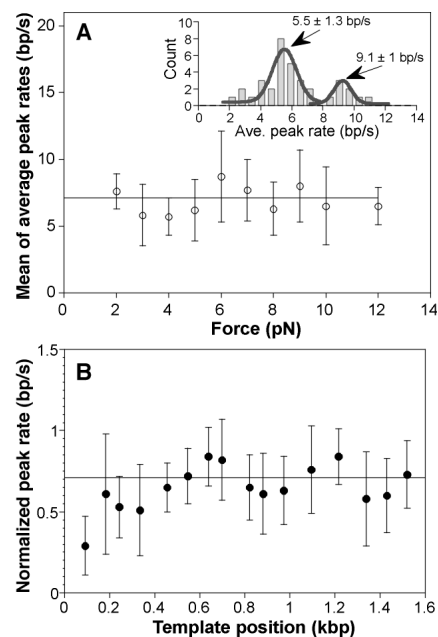 A
Mean of average peak rates (bp/s)
20
15
10
5
0
0 2 4 6 8 10 12 14
Force (pN)
Count
10
8
6
4
2
0
0 2 4 6 8 10 12 14
Ave. peak rate (bp/s)
5.5 ± 1.3 bp/s
9.1 ± 1 bp/s
B
Normalized peak rate (bp/s)
1.5
1
0.5
0
0 0.2 0.4 0.6 0.8 1 1.2 1.4 1.6
Template position (kbp)